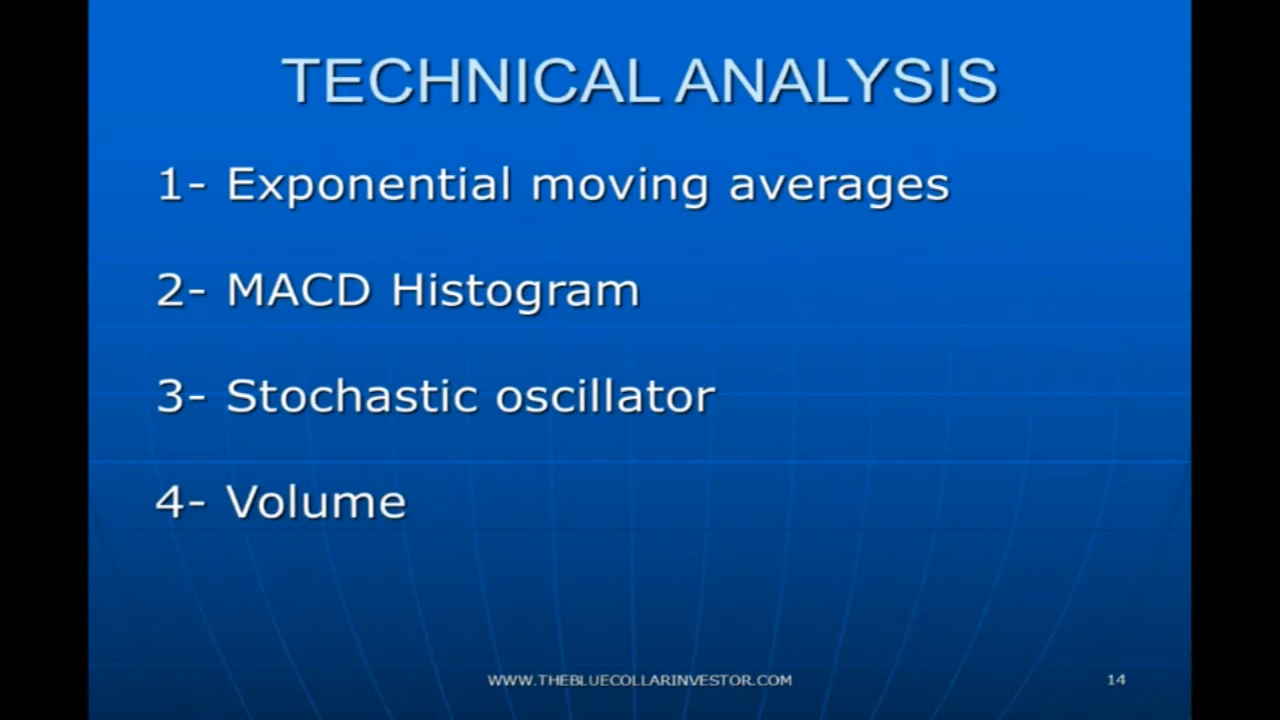 TECHNICAL ANALYSIS
1- Exponential moving averages
2- MACD Histogram
3- Stochastic oscillator
4- Volume
WWW.THEBLUECOLLARINVESTOR.COM
14